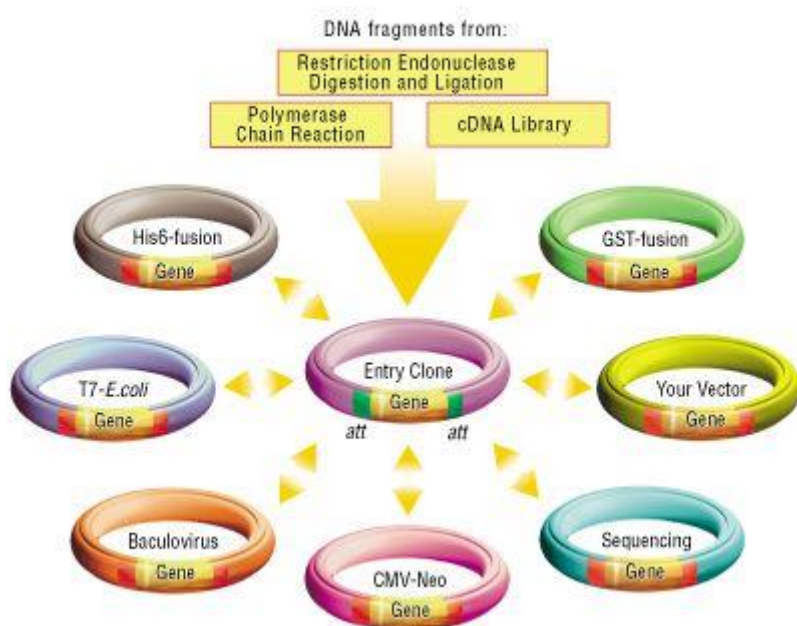 DNA fragments from:
Restriction Endonuclease
Digestion and Ligation
Polymerase
Chain Reaction
cDNA Library
His6-fusion
Gene
GST-fusion
Gene
T7-E.coli
Gene
Entry Clone
Gene
att
att
Your Vector
Gene
Baculovirus
Gene
CMV-Neo
Gene
Sequencing
Gene